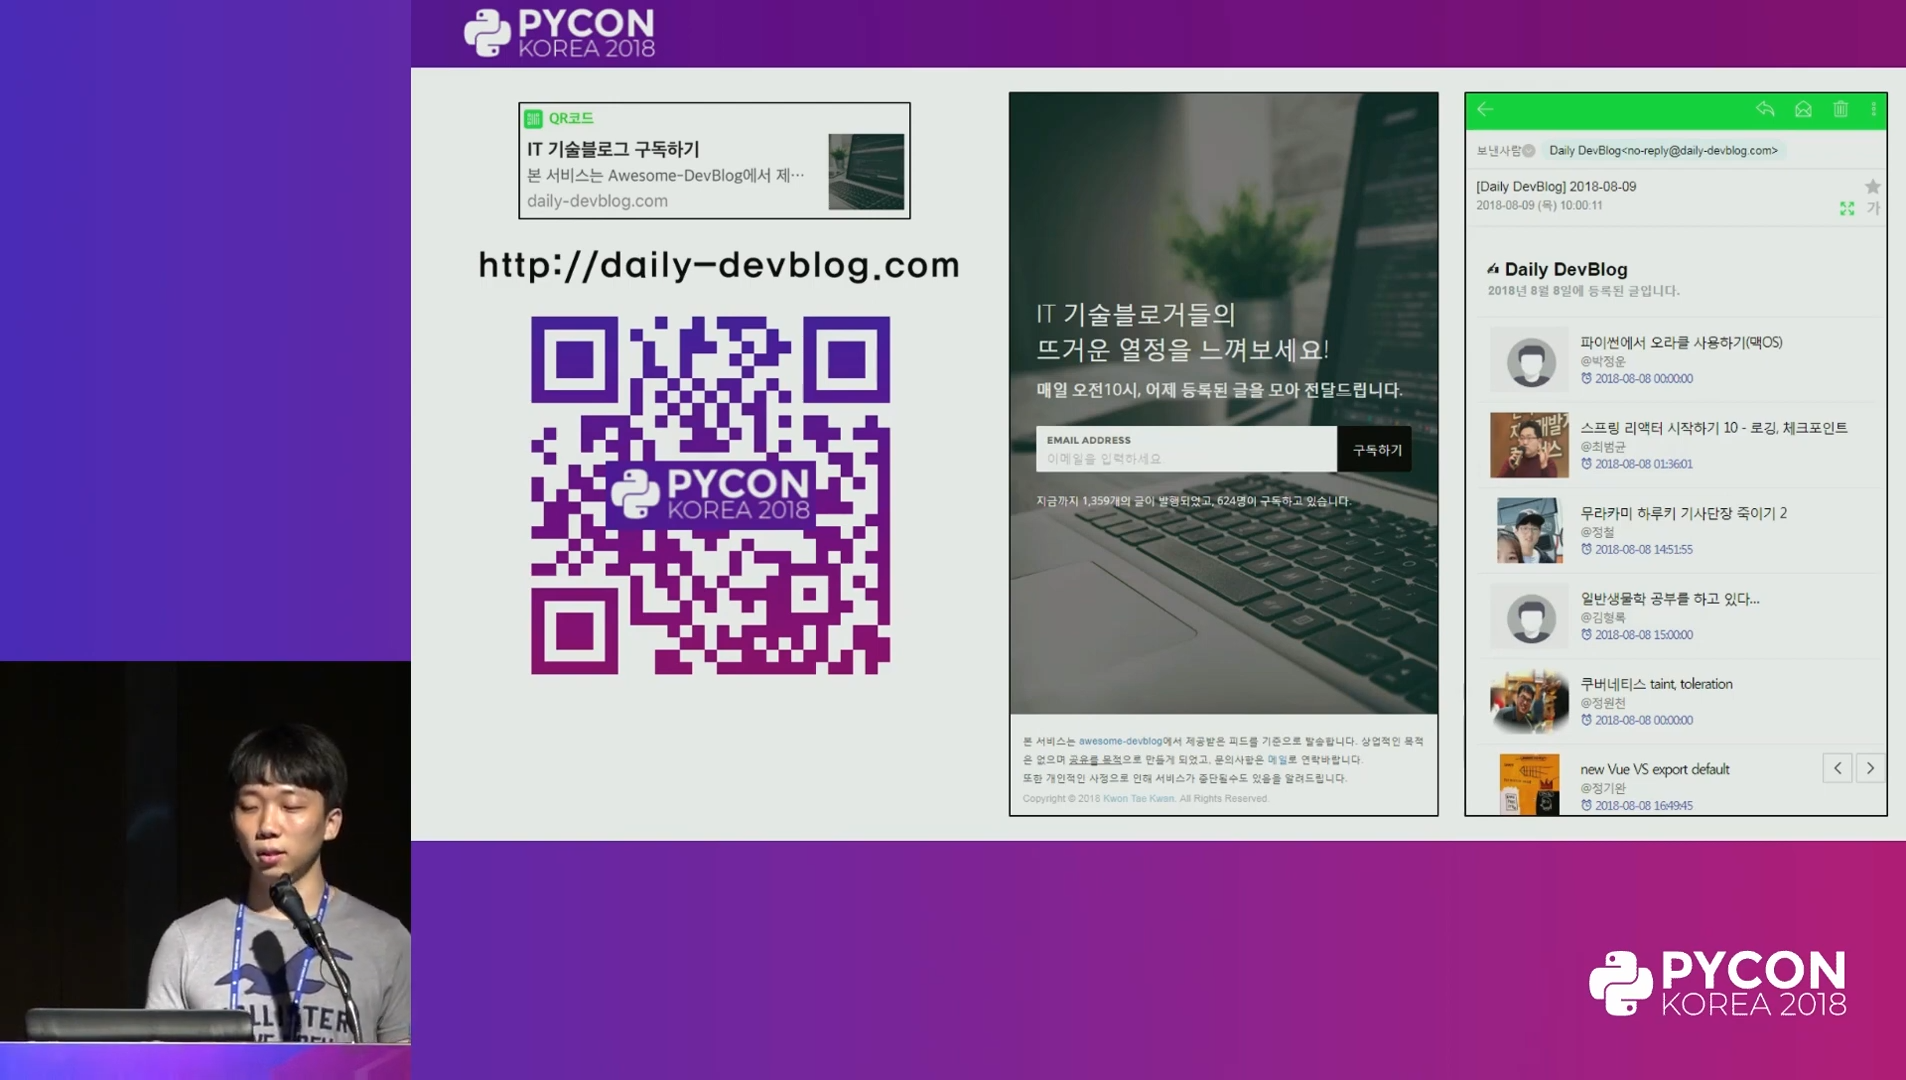 PYCON
KOREA 2018
QR코드
IT 기술블로그 구독하기
본 서비스는 Awesome-DevBlog에서 제…
daily-devblog.com
http://daily-devblog.com
PYCON
KOREA 2018
IT 기술블로거들의
뜨거운 열정을 느껴보세요!
매일 오전10시, 어제 등록된 글을 모아 전달드립니다.
EMAIL ADDRESS
이메일을 입력하세요
구독하기
지금까지 1,359개의 글이 발행되었고, 624명이 구독하고 있습니다.
본 서비스는 awesome-devblog에서 제공받은 피드를 기준으로 발송합니다. 상업적인 목적
은 없으며 공유를 목적으로 만들게 되었고, 문의사항은 메일로 연락바랍니다.
또한 개인적인 사정으로 인해 서비스가 중단될수도 있음을 알려드립니다.
Copyright © 2018 Kwon Tae Kwan. All Rights Reserved.
보낸사람 Daily DevBlog<no-reply@daily-devblog.com>
[Daily DevBlog] 2018-08-09
2018-08-09 (목) 10:00:11
가
Daily DevBlog
2018년 8월 8일에 등록된 글입니다.
파이썬에서 오라클 사용하기(맥OS)
@박정운
2018-08-08 00:00:00
스프링 리액터 시작하기 10 - 로깅, 체크포인트
@최범균
2018-08-08 01:36:01
무라카미 하루키 기사단장 죽이기 2
@정철
2018-08-08 14:51:55
일반생물학 공부를 하고 있다...
@김형록
2018-08-08 15:00:00
쿠버네티스 taint, toleration
@정원천
2018-08-08 00:00:00
new Vue VS export default
@정기완
2018-08-08 16:49:45
PYCON
KOREA 2018